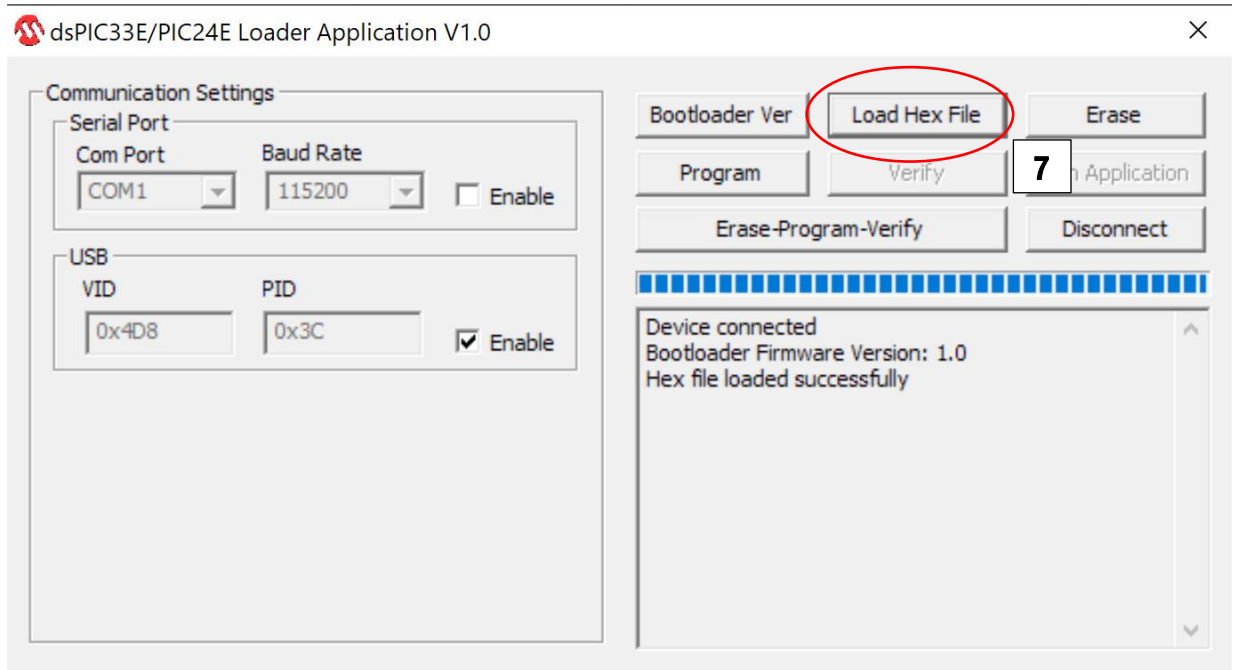 dsPIC33E/PIC24E Loader Application V1.0
Communication Settings
Serial Port
Com Port Baud Rate
COM1 115200 Enable
USB
VID PID
0x4D8 0x3C Enable
Bootloader Ver Load Hex File Erase
Program Verify 7 Application
Erase-Program-Verify Disconnect
Device connected
Bootloader Firmware Version: 1.0
Hex file loaded successfully